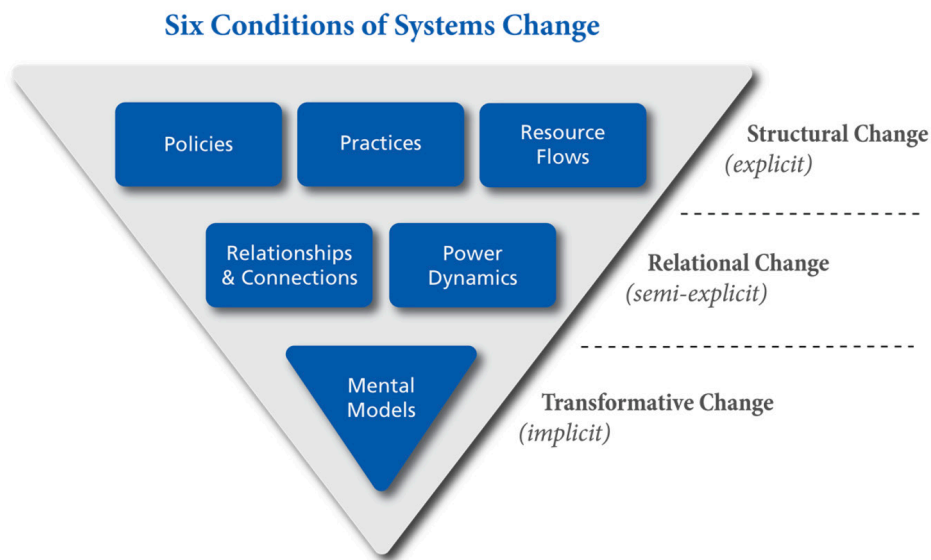 Six Conditions of Systems Change
Policies
Practices
Resource
Flows
Structural Change
(explicit)
Relationships
& Connections
Power
Dynamics
Relational Change
(semi-explicit)
Mental
Models
Transformative Change
(implicit)